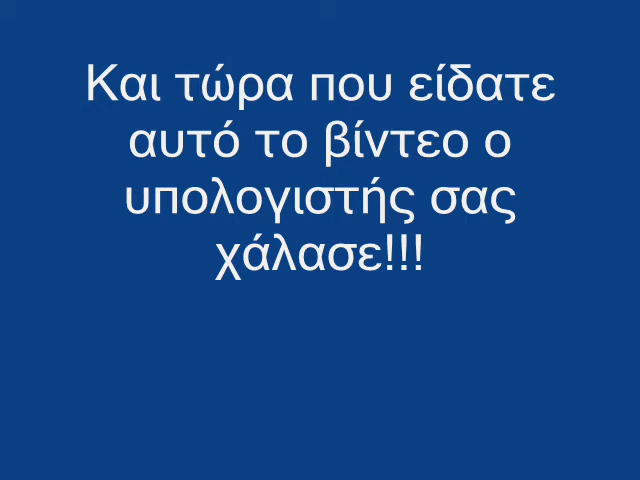 Και τώρα που είδατε
αυτό το βίντεο ο
υπολογιστής σας
χάλασε!!!